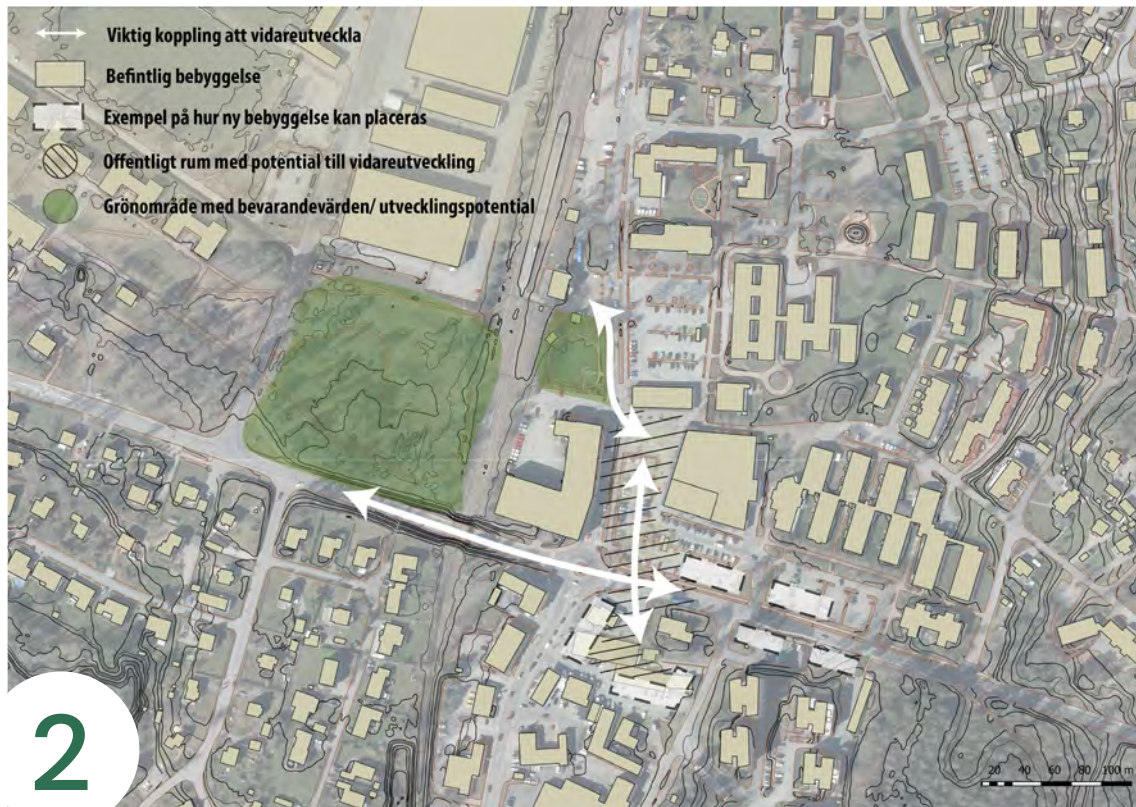 Viktig koppling att vidareutveckla
Befintlig bebyggelse
Exempel på hur ny bebyggelse kan placeras
Offentligt rum med potential till vidareutveckling
Grönområde med bevarandevärden/ utvecklingspotential
2
20 40 60 80 100 m